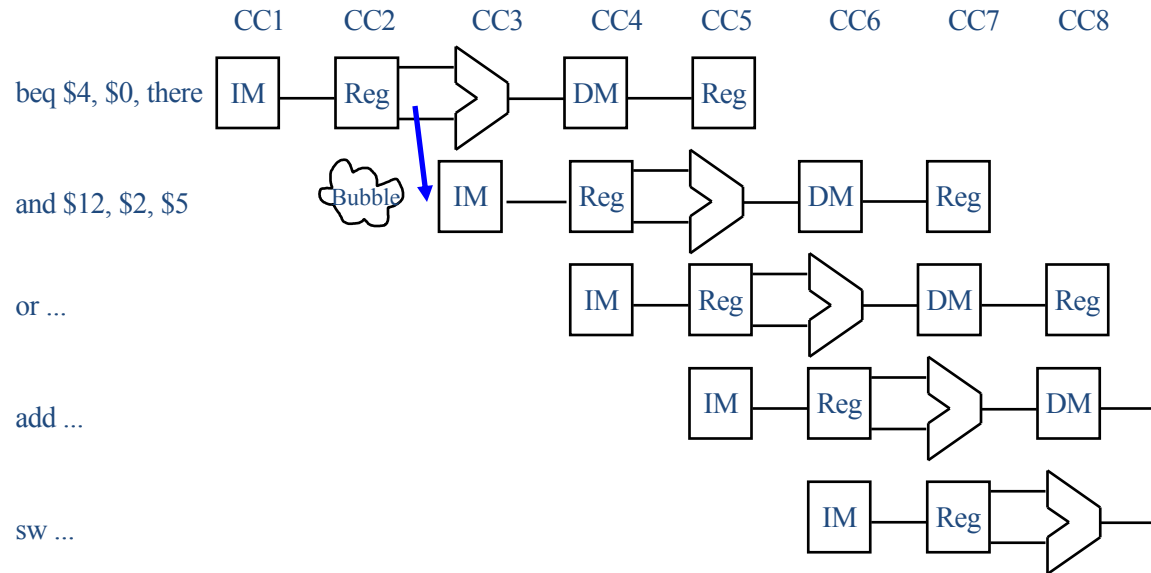 CC1 CC2 CC3 CC4 CC5 CC6 CC7 CC8
beq $4, $0, there IM Reg DM Reg
and $12, $2, $5 Bubble IM Reg DM Reg
or ... IM Reg DM Reg
add ... IM Reg DM
sw ... IM Reg